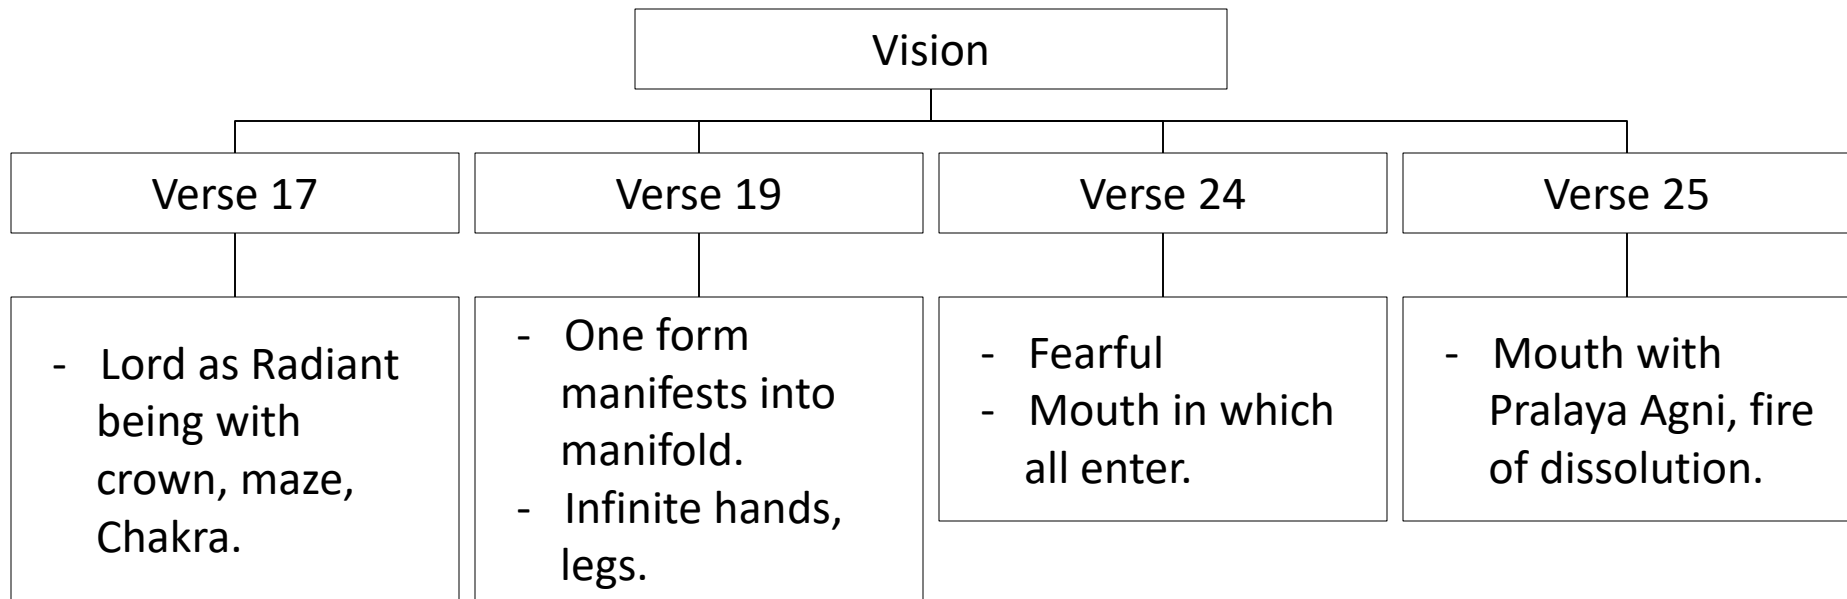 Vision
Verse 17
Verse 19
Verse 24
Verse 25
- Lord as Radiant
being with
crown, maze,
Chakra.
- One form
manifests into
manifold.
- Infinite hands,
legs.
- Fearful
- Mouth in which
all enter.
- Mouth with
Pralaya Agni, fire
of dissolution.